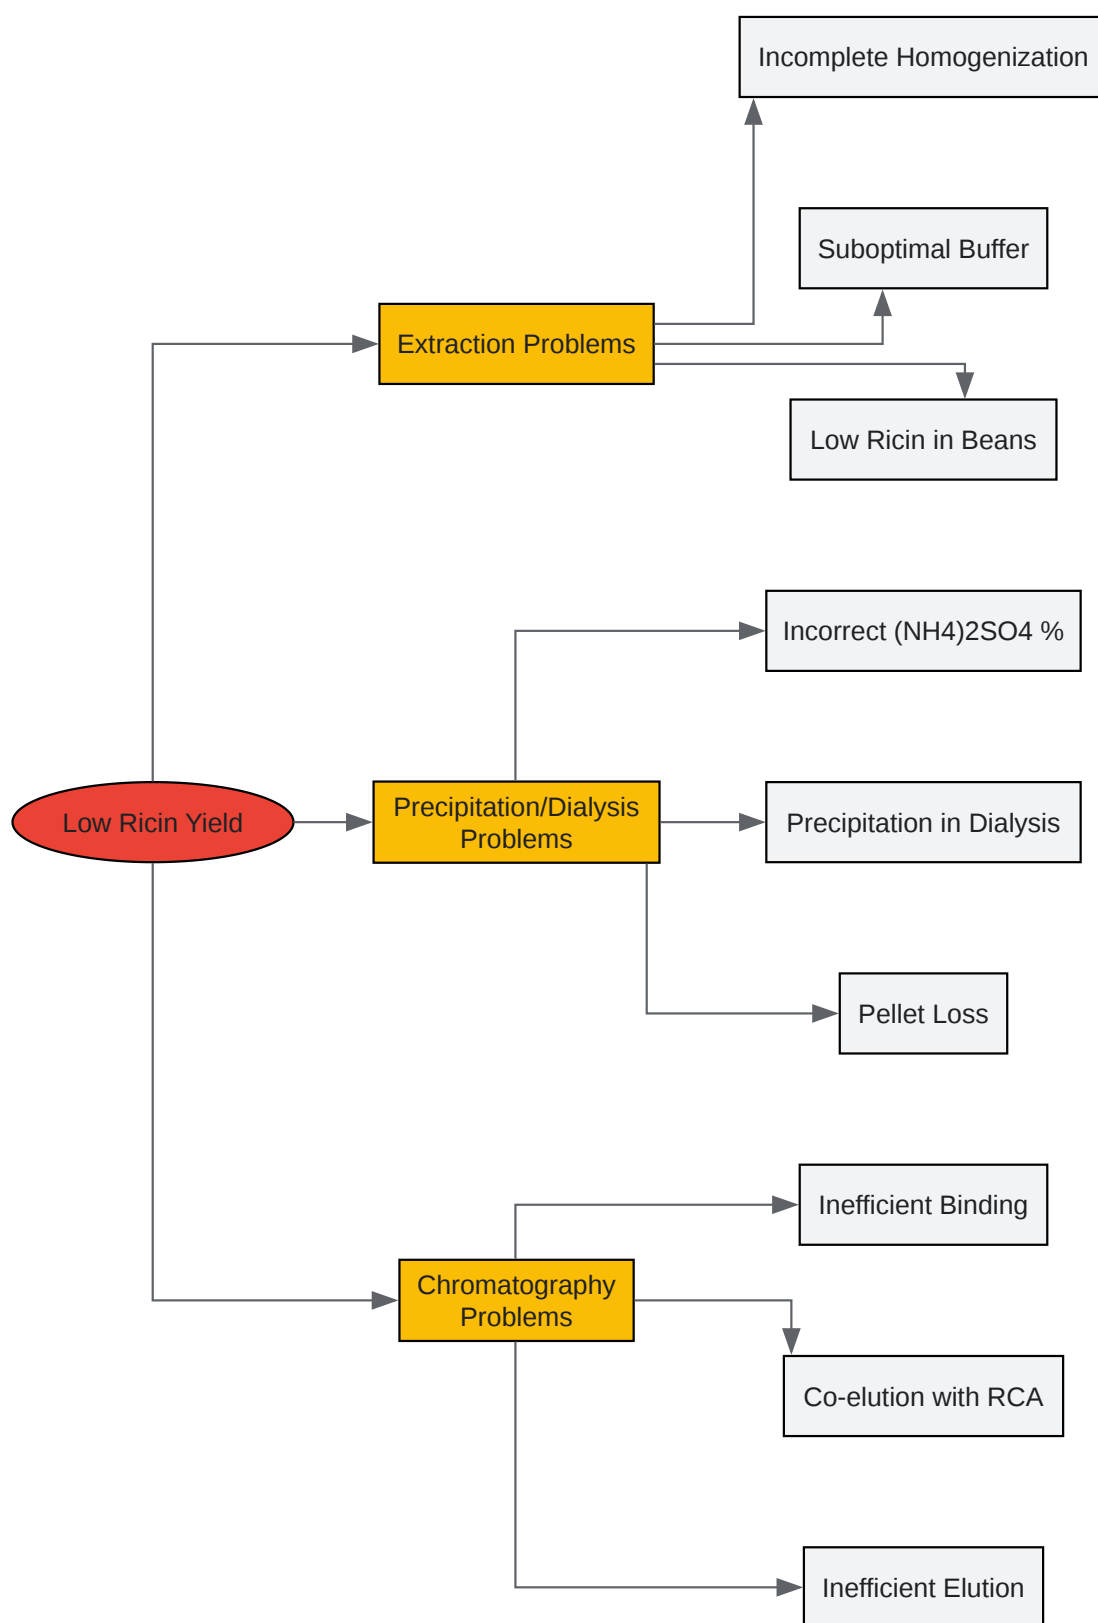 Incomplete Homogenization
Suboptimal Buffer
Extraction Problems
Low Ricin in Beans
Incorrect (NH4)2SO4 %
Low Ricin Yield
Precipitation/Dialysis
Problems
Precipitation in Dialysis
Pellet Loss
Inefficient Binding
Chromatography
Problems
Co-elution with RCA
Inefficient Elution